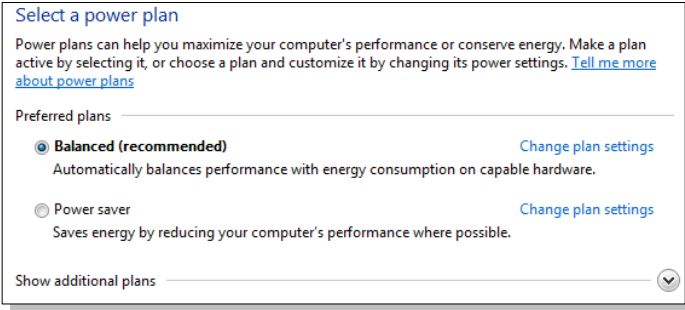 Select a power plan
Power plans can help you maximize your computer's performance or conserve energy. Make a plan
active by selecting it, or choose a plan and customize it by changing its power settings. Tell me more
about power plans
Preferred plans
Balanced (recommended) Change plan settings
Automatically balances performance with energy consumption on capable hardware.
Power saver Change plan settings
Saves energy by reducing your computer's performance where possible.
Show additional plans